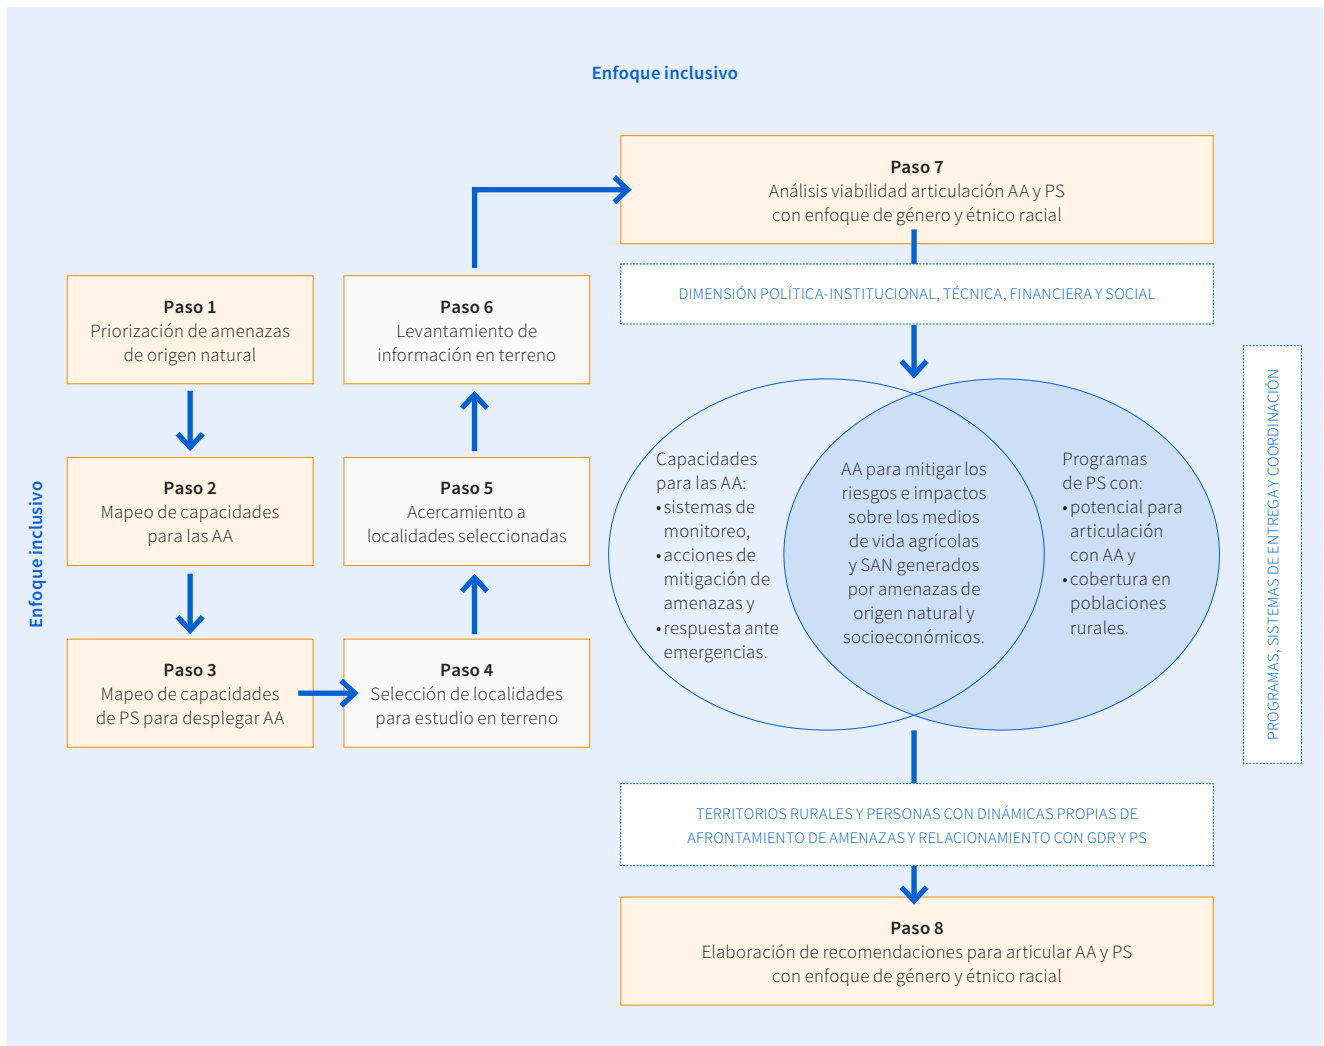 Enfoque inclusivo
Enfoque inclusivo
Paso 1
Priorización de amenazas
de origen natural
Paso 2
Mapeo de capacidades
para las AA
Paso 3
Mapeo de capacidades
de PS para desplegar AA
Paso 4
Selección de localidades
para estudio en terreno
Paso 5
Acercamiento a
localidades seleccionadas
Paso 6
Levantamiento de
información en terreno
Paso 7
Análisis viabilidad articulación AA y PS
con enfoque de género y étnico racial
DIMENSIÓN POLÍTICA-INSTITUCIONAL, TÉCNICA, FINANCIERA Y SOCIAL
Capacidades
para las AA:
• sistemas de
monitoreo,
• acciones de
mitigación de
amenazas y
• respuesta ante
emergencias.
AA para mitigar los
riesgos e impactos
sobre los medios
de vida agrícolas
y SAN generados
por amenazas de
origen natural y
socioeconómicos.
Programas
de PS con:
• potencial para
articulación
con AA y
• cobertura en
poblaciones
rurales.
PROGRAMAS, SISTEMAS DE ENTREGA Y COORDINACIÓN
TERRITORIOS RURALES Y PERSONAS CON DINÁMICAS PROPIAS DE
AFRONTAMIENTO DE AMENAZAS Y RELACIONAMIENTO CON GDR Y PS
Paso 8
Elaboración de recomendaciones para articular AA y PS
con enfoque de género y étnico racial